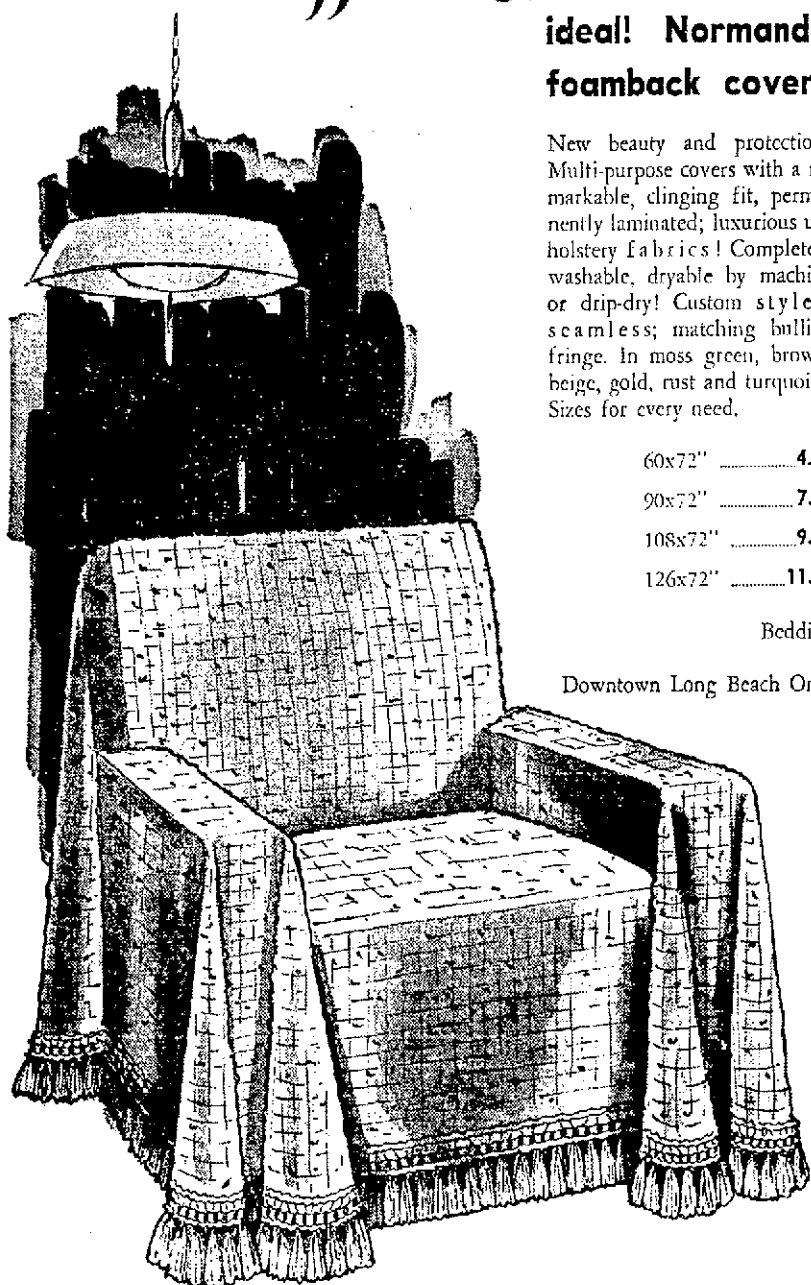 ideal! Normand
foamback cover
New beauty and protectio
Multi-purpose covers with a
markable, clinging fit, perm
nently laminated; luxurious u
holstery fabrics! Complete
washable, dryable by machi
or drip-dry! Custom style
seamless; matching bulli
fringe. In moss green, brow
beige, gold, rust and turquoi
Sizes for every need.
60x72" 4.
90x72" 7.
108x72" 9.
126x72" 11.
Beddi
Downtown Long Beach On